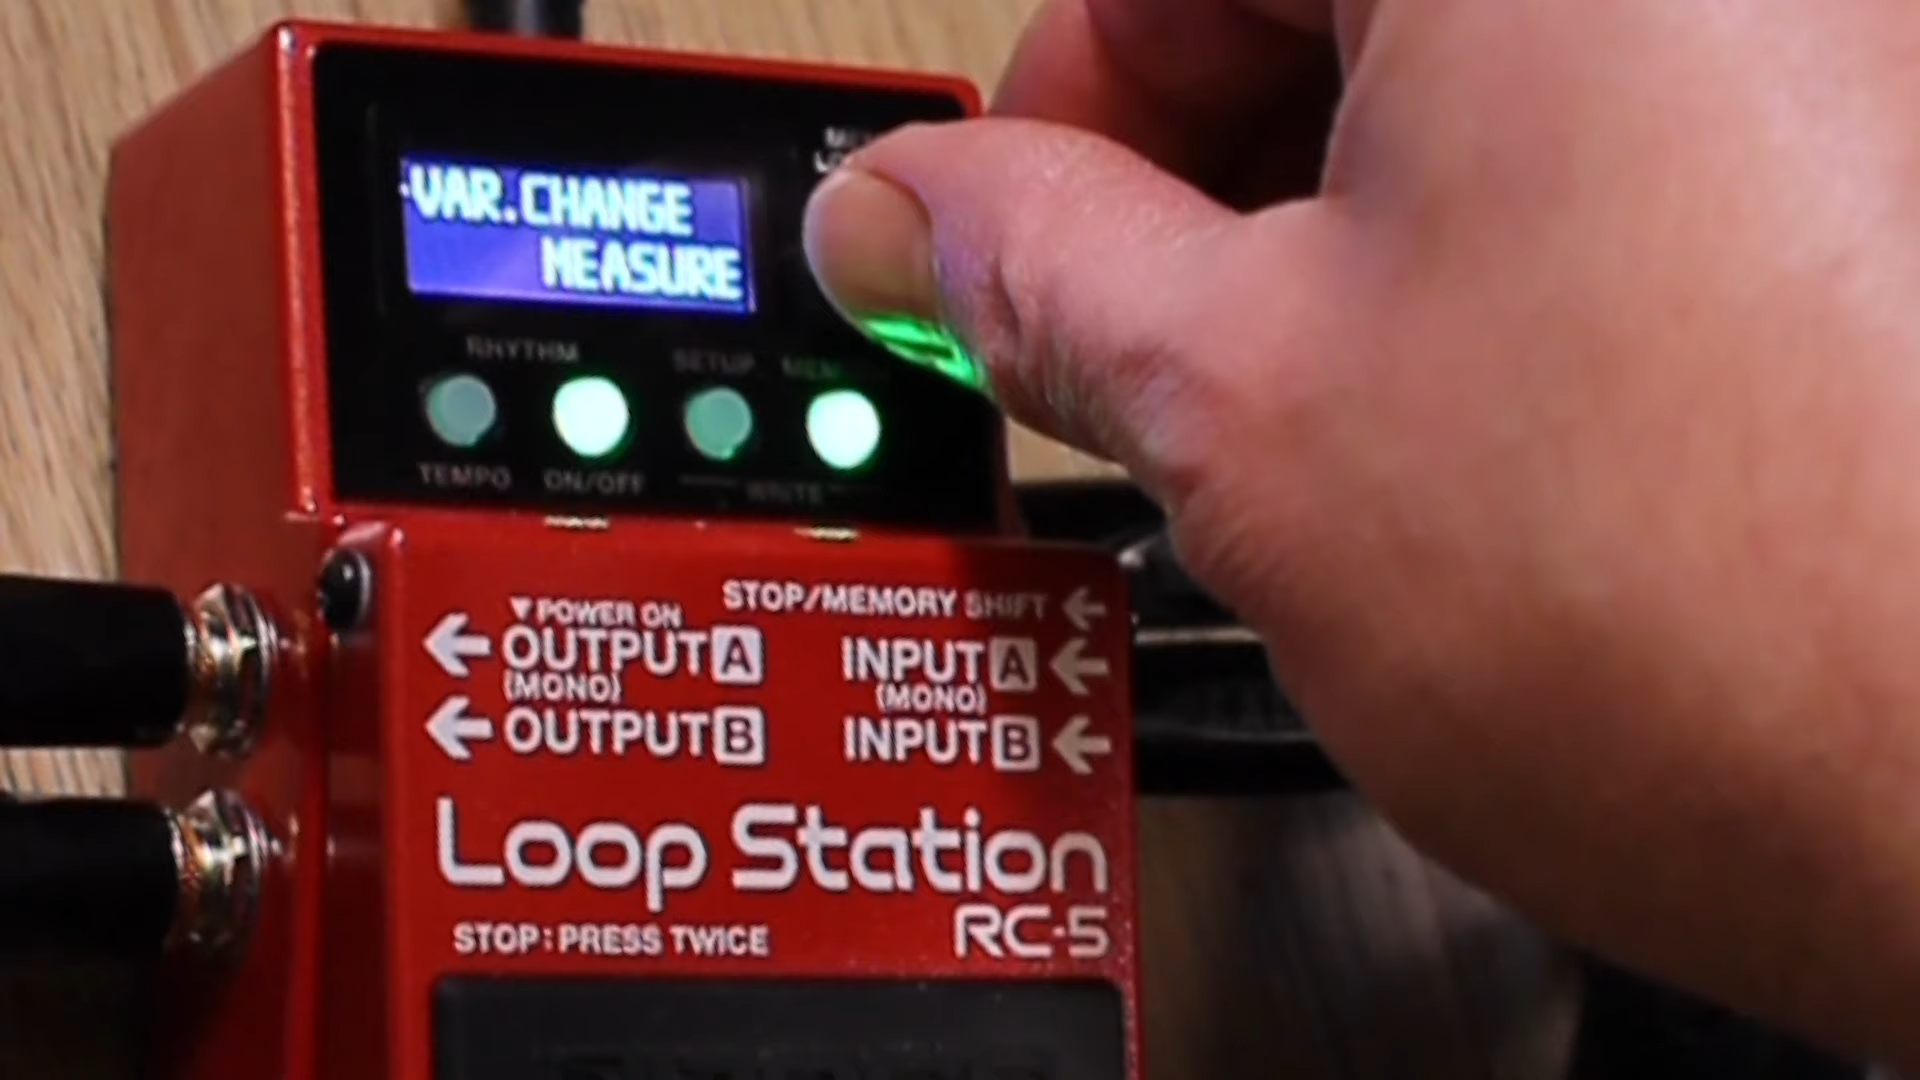 VAR.CHANGE
MEASURE
RHYTHM SETUP
TEMPO ON/OFF WRITE
STOP/MEMORY SHIFT
▼POWER ON
OUTPUT A INPUT A
(MONO) (MONO)
OUTPUT B INPUT B
Loop Station
RC-5
STOP:PRESS TWICE